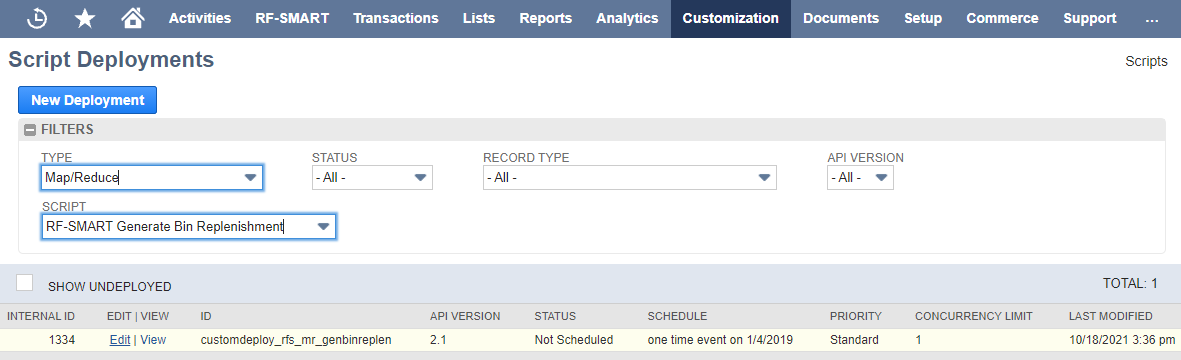 Activities RF-SMART Transactions Lists Reports Analytics Customization Documents Setup Commerce Support ...
Script Deployments Scripts
New Deployment
FILTERS
TYPE STATUS RECORD TYPE API VERSION
Map/Reduce - All - - All - - All -
SCRIPT
RF-SMART Generate Bin Replenishment
SHOW UNDEPLOYED TOTAL: 1
INTERNAL ID EDIT | VIEW ID API VERSION STATUS SCHEDULE PRIORITY CONCURRENCY LIMIT LAST MODIFIED
1334 Edit | View customdeploy_rfs_mr_genbinreplen 2.1 Not Scheduled one time event on 1/4/2019 Standard 1 10/18/2021 3:36 pm